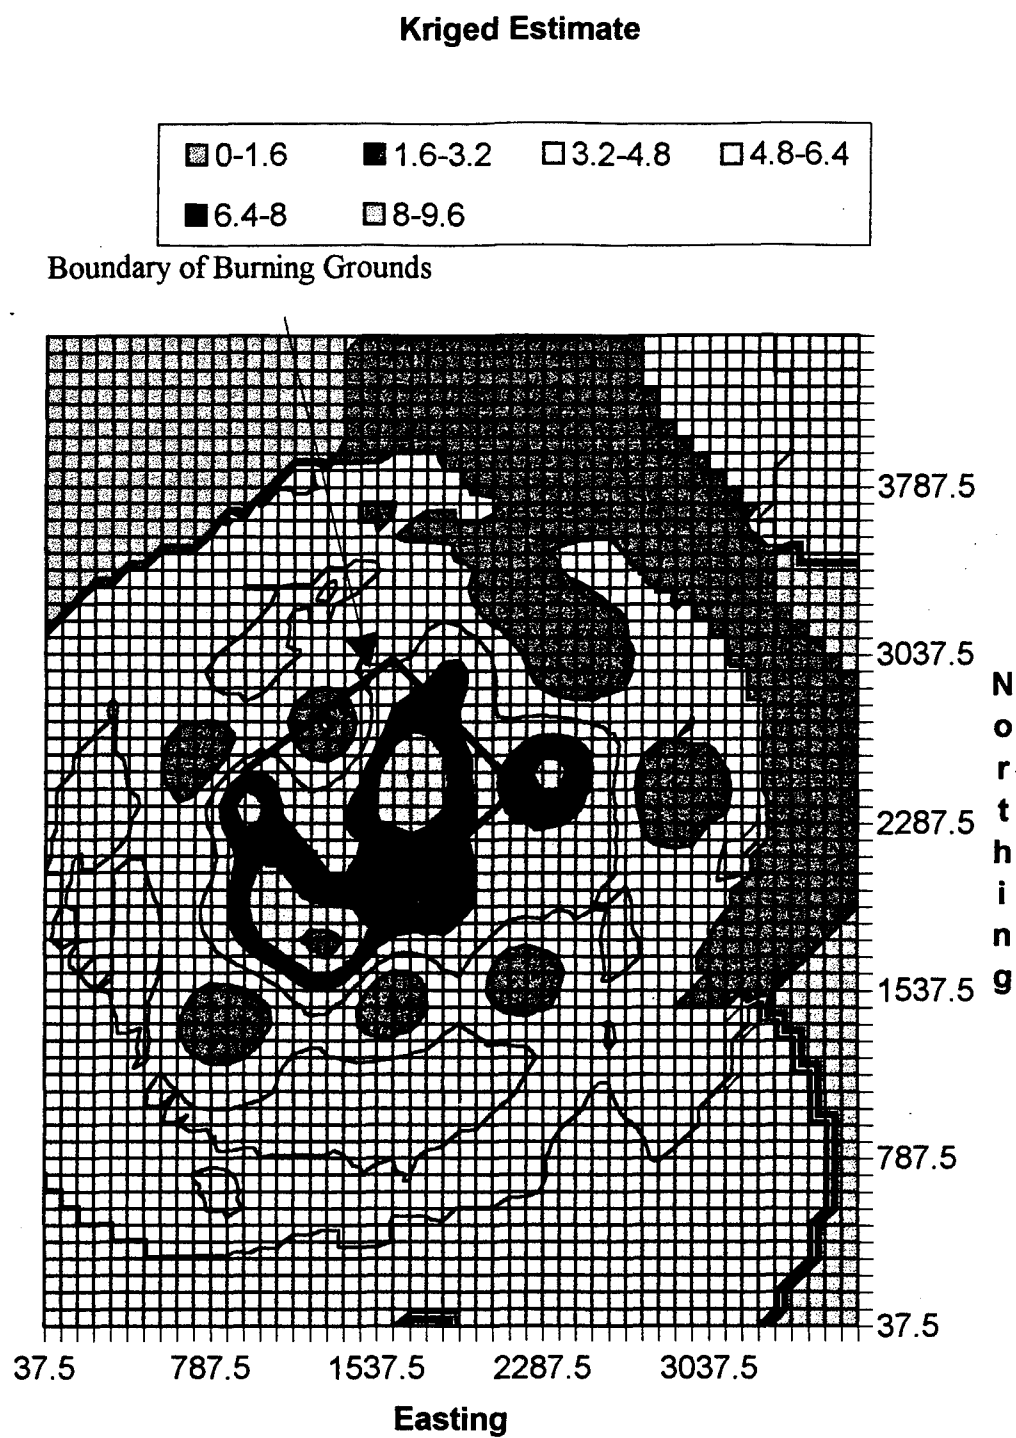 Kriged Estimate
0-1.6 1.6-3.2 3.2-4.8 4.8-6.4
6.4-8 8-9.6
Boundary of Burning Grounds
3787.5
3037.5
2287.5
1537.5
787.5
37.5
Northing
37.5 787.5 1537.5 2287.5 3037.5
Easting